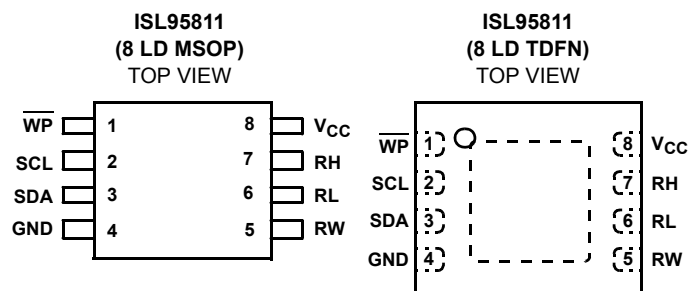 ISL95811
(8 LD MSOP)
TOP VIEW
WP 1 8 VCC
SCL 2 7 RH
SDA 3 6 RL
GND 4 5 RW
ISL95811
(8 LD TDFN)
TOP VIEW
WP 1 8 VCC
SCL 2 7 RH
SDA 3 6 RL
GND 4 5 RW